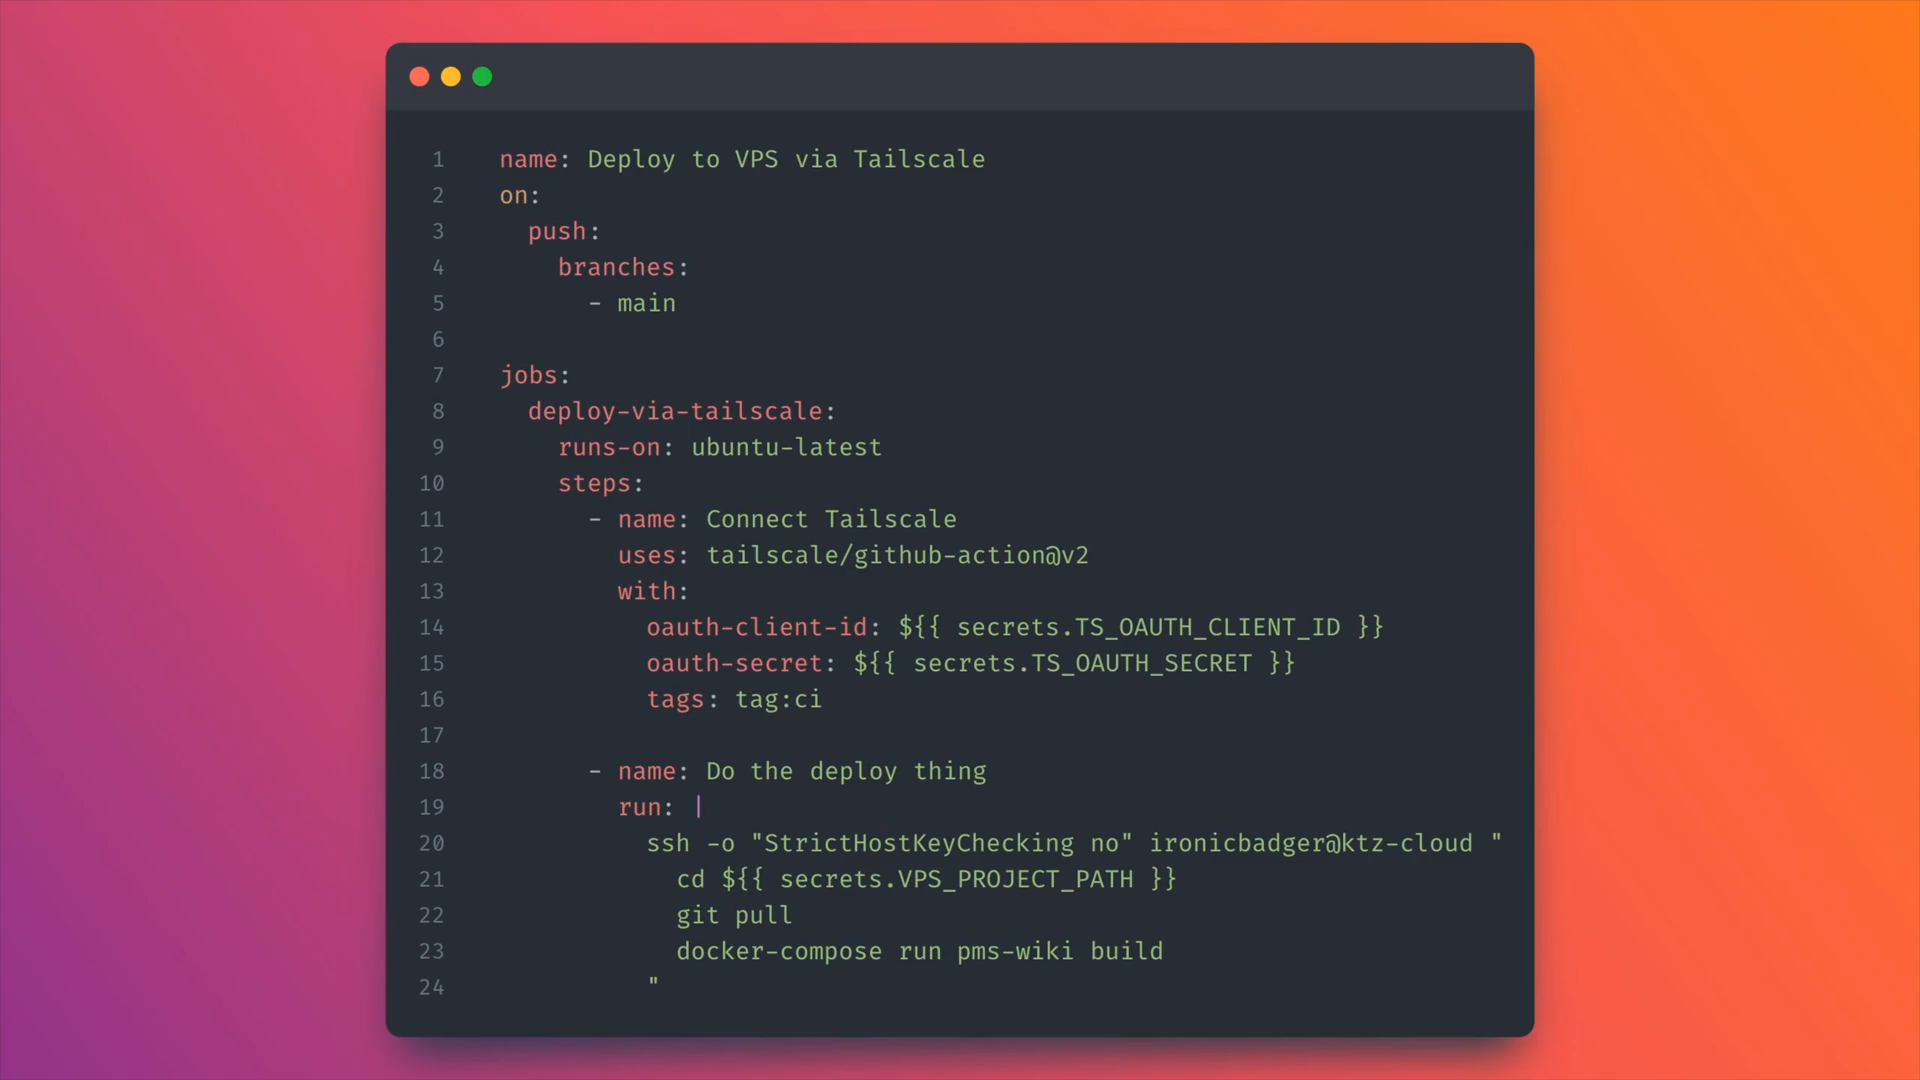 1 name: Deploy to VPS via Tailscale
2 on:
3   push:
4     branches:
5       - main
6
7 jobs:
8   deploy-via-tailscale:
9     runs-on: ubuntu-latest
10     steps:
11       - name: Connect Tailscale
12         uses: tailscale/github-action@v2
13         with:
14           oauth-client-id: ${{ secrets.TS_OAUTH_CLIENT_ID }}
15           oauth-secret: ${{ secrets.TS_OAUTH_SECRET }}
16           tags: tag:ci
17
18       - name: Do the deploy thing
19         run: |
20           ssh -o "StrictHostKeyChecking no" ironicbadger@ktz-cloud "
21             cd ${{ secrets.VPS_PROJECT_PATH }}
22             git pull
23             docker-compose run pms-wiki build
24           "